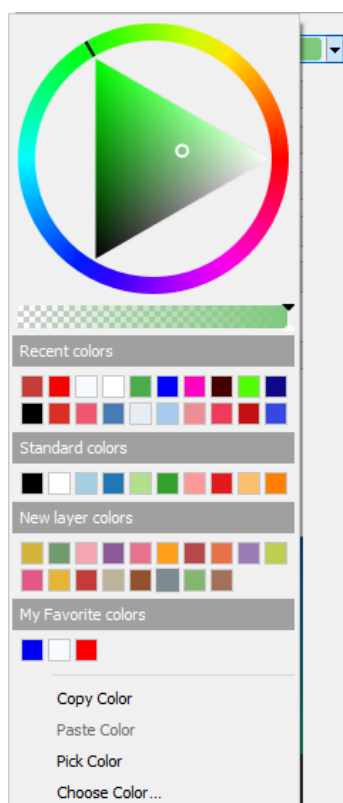 Recent colors
Standard colors
New layer colors
My Favorite colors
Copy Color
Paste Color
Pick Color
Choose Color...